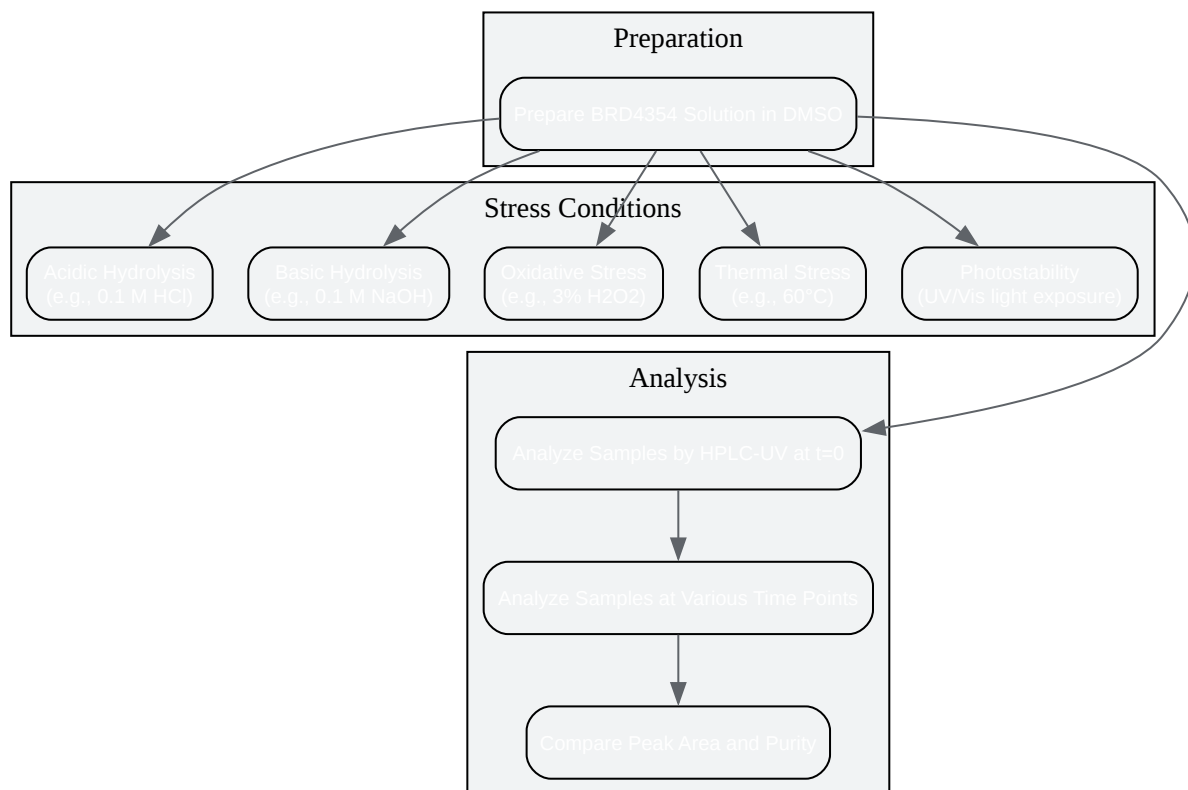 Preparation
Prepare BRD4354 Solution in DMSO
Stress Conditions
Acidic Hydrolysis
(e.g., 0.1 M HCl)
Basic Hydrolysis
(e.g., 0.1 M NaOH)
Oxidative Stress
(e.g., 3% H2O2)
Thermal Stress
(e.g., 60°C)
Photostability
(UV/Vis light exposure)
Analysis
Analyze Samples by HPLC-UV at t=0
Analyze Samples at Various Time Points
Compare Peak Area and Purity